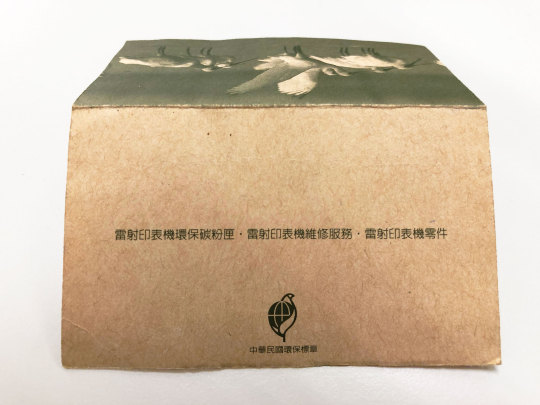 雷射印表機環保碳粉匣・雷射印表機維修服務・雷射印表機零件
中華民國環保標章